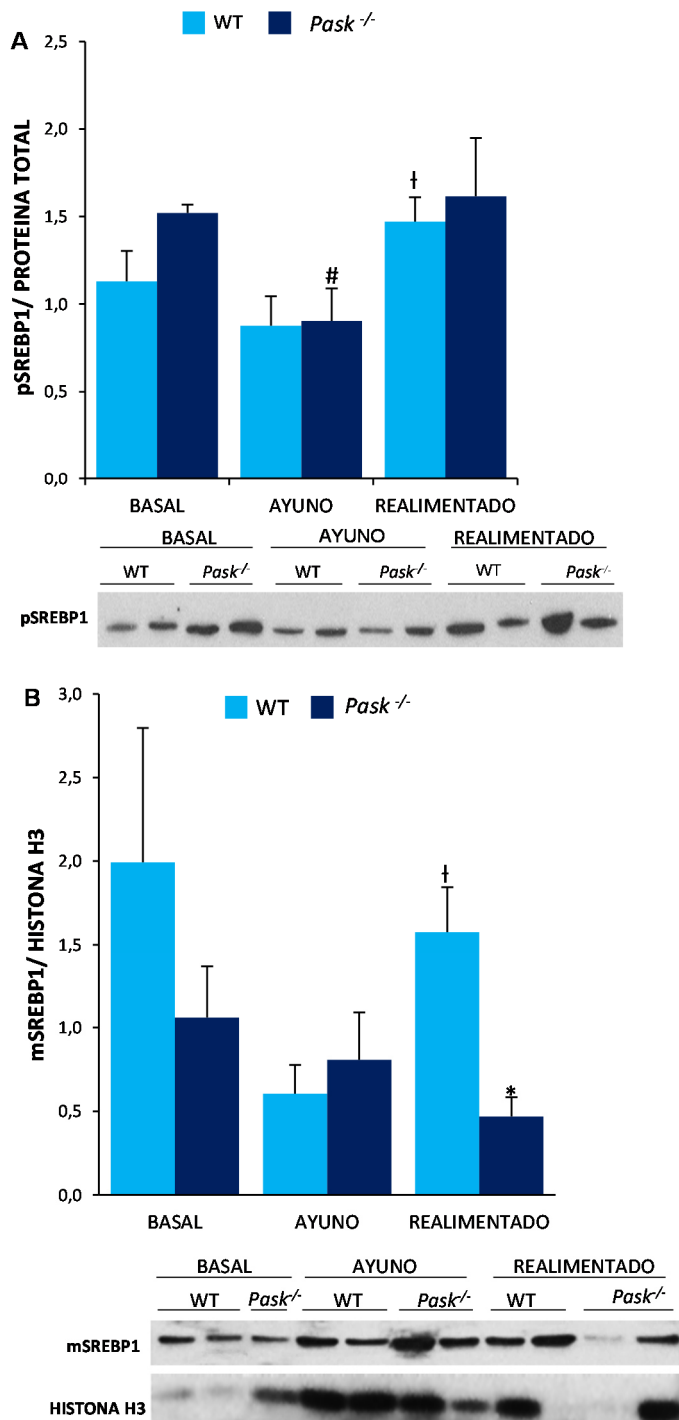 WT Pask -/-
A
2,5
2,0
1,5
1,0
0,5
0,0
pSREBP1/ PROTEINA TOTAL
ƚ
#
BASAL AYUNO REALIMENTADO
BASAL AYUNO REALIMENTADO
WT Pask-/- WT Pask-/- WT Pask-/-
pSREBP1
B
WT Pask -/-
3,0
2,5
2,0
1,5
1,0
0,5
0,0
mSREBP1/ HISTONA H3
ƚ
*
BASAL AYUNO REALIMENTADO
BASAL AYUNO REALIMENTADO
WT Pask-/- WT Pask-/- WT Pask-/-
mSREBP1
HISTONA H3